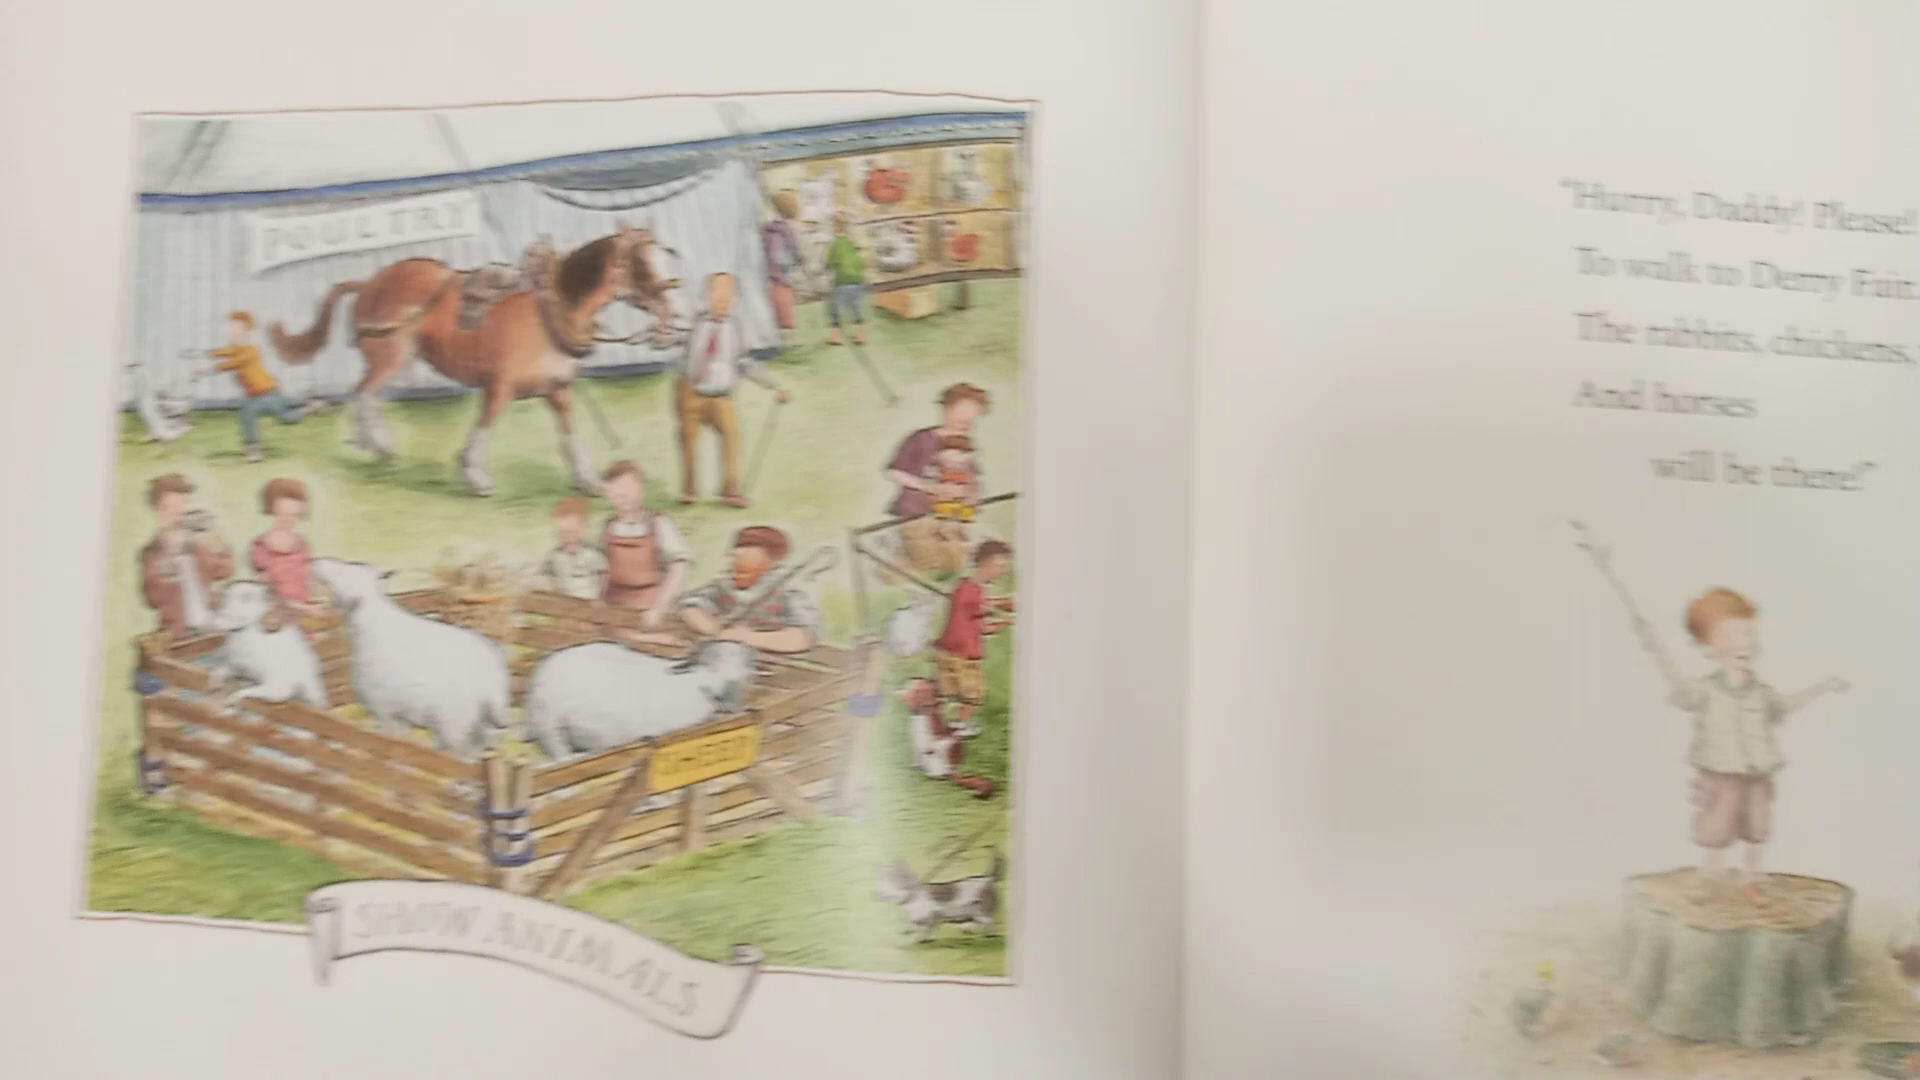 POULTRY
SHEEP
SHOW ANIMALS
"Hurry, Daddy! Please!
To walk to Derry Fair.
The rabbits, chickens,
And horses
will be there!"